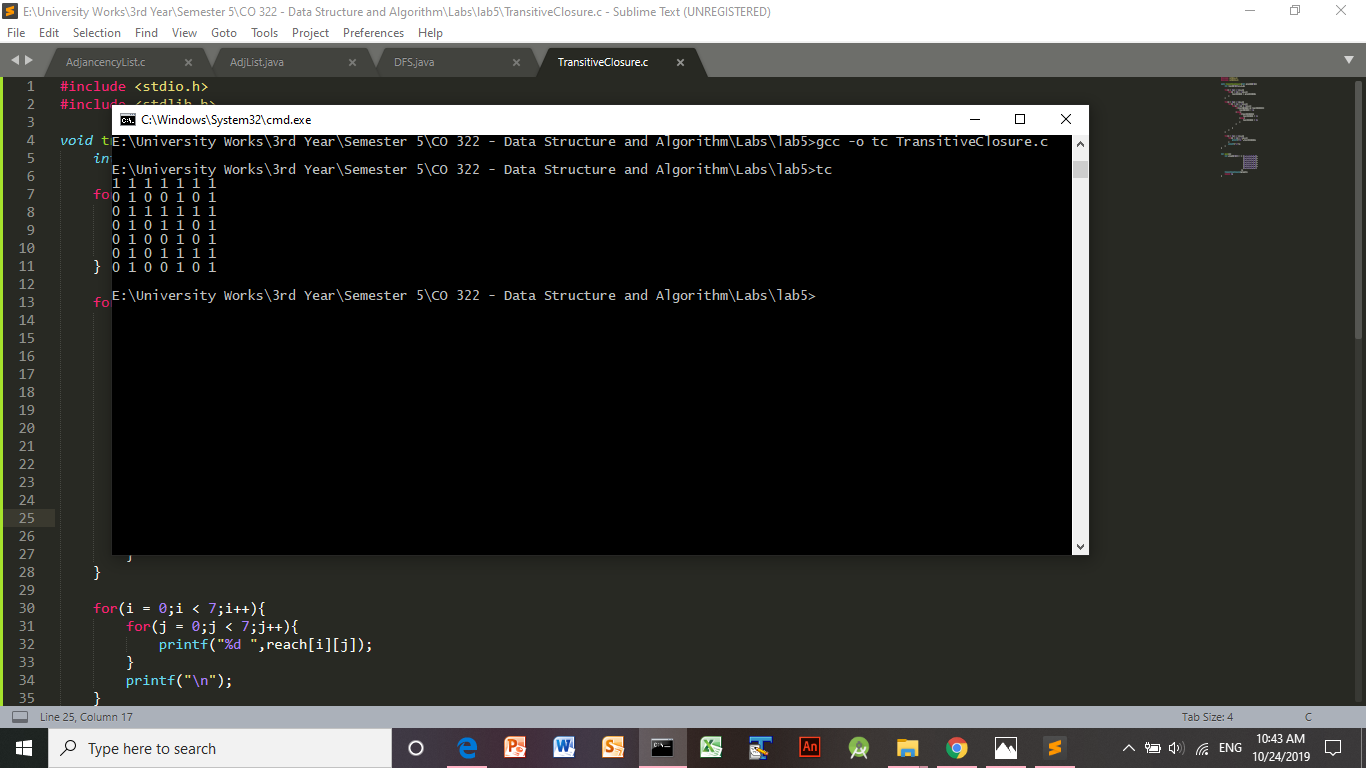 E:\University Works\3rd Year\Semester 5\CO 322 - Data Structure and Algorithm\Labs\lab5\TransitiveClosure.c - Sublime Text (UNREGISTERED)
File Edit Selection Find View Goto Tools Project Preferences Help
AdjancencyList.c AdjList.java DFS.java TransitiveClosure.c
1 #include <stdio.h>
2 #include <stdlib.h>
3
4 void
5
6
7
8
9
10
11 }
12
13
14
15
16
17
18
19
20
21
22
23
24
25
26
27 }
28 }
29
30 for(i = 0;i < 7;i++){
31 for(j = 0;j < 7;j++){
32 printf("%d ",reach[i][j]);
33 }
34 printf("\n");
35 }
C:\Windows\System32\cmd.exe
E:\University Works\3rd Year\Semester 5\CO 322 - Data Structure and Algorithm\Labs\lab5>gcc -o tc TransitiveClosure.c
E:\University Works\3rd Year\Semester 5\CO 322 - Data Structure and Algorithm\Labs\lab5>tc
1 1 1 1 1 1 1
0 1 0 0 1 0 1
0 1 1 1 1 1 1
0 1 0 1 1 0 1
0 1 0 0 1 0 1
0 1 0 1 1 1 1
0 1 0 0 1 0 1
E:\University Works\3rd Year\Semester 5\CO 322 - Data Structure and Algorithm\Labs\lab5>
Line 25, Column 17 Tab Size: 4 C
Type here to search
ENG
10:43 AM
10/24/2019